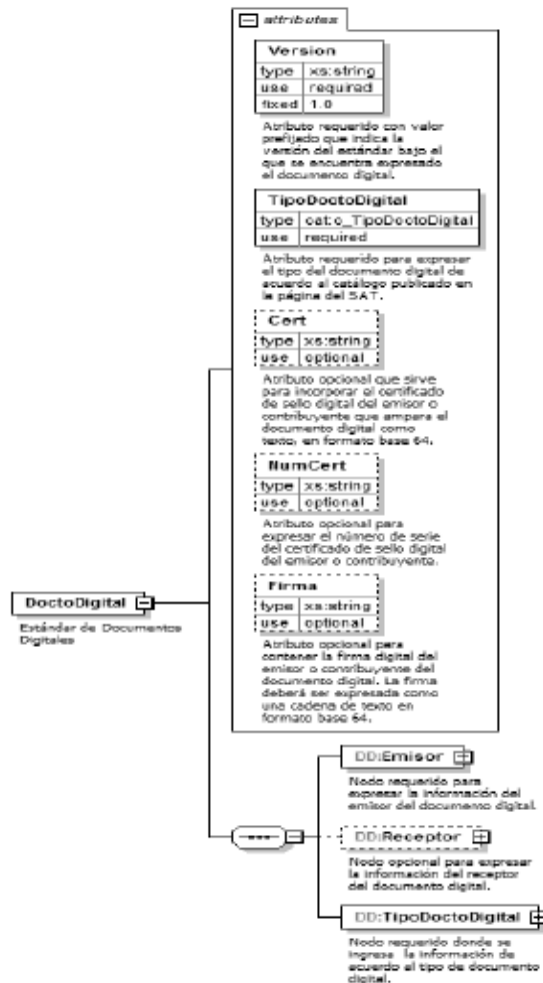 attributes
Version
type xs:string
use required
fixed 1.0
Atributo requerido con valor
prefijado que indica la
versión del estándar bajo el
que se encuentra expresado
el documento digital.
TipoDoctoDigital
type cat:c_TipoDoctoDigital
use required
Atributo requerido para expresar
el tipo del documento digital de
acuerdo al catálogo publicado en
la página del SAT.
Cert
type xs:string
use optional
Atributo opcional que sirve
para incorporar el certificado
de sello digital del emisor o
contribuyente que ampara el
documento digital como
texto, en formato base 64.
NumCert
type xs:string
use optional
Atributo opcional para
expresar el número de serie
del certificado de sello digital
del emisor o contribuyente.
Firma
type xs:string
use optional
Atributo opcional para
contener la firma digital del
emisor o contribuyente del
documento digital. La firma
deberá ser expresada como
una cadena de texto en
formato base 64.
DoctoDigital
Estándar de Documentos
Digitales
DD:Emisor
Nodo requerido para
expresar la información del
emisor del documento digital.
DD:Receptor
Nodo opcional para expresar
la información del receptor
del documento digital.
DD:TipoDoctoDigital
Nodo requerido donde se
ingresa la información de
acuerdo al tipo de documento
digital.